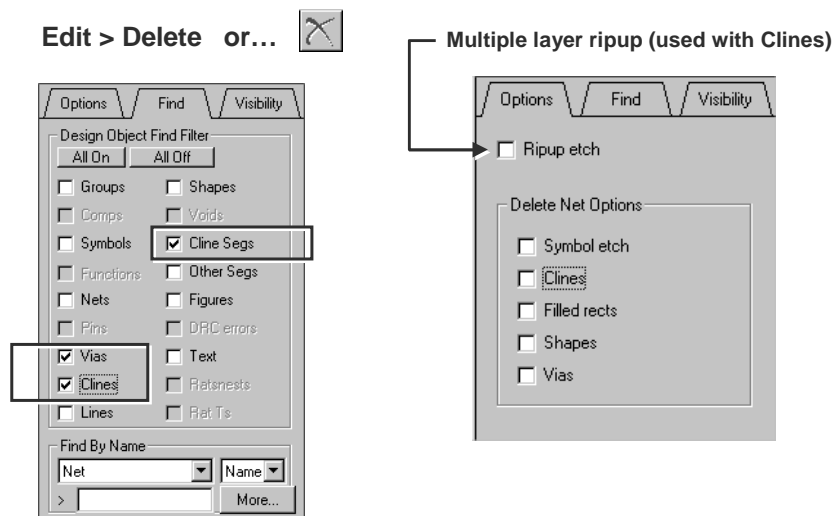 Edit > Delete or…
Multiple layer ripup (used with Clines)
Options Find Visibility
Design Object Find Filter
All On All Off
Groups Shapes
Comps Voids
Symbols Cline Segs
Functions Other Segs
Nets Figures
Pins DRC errors
Vias Text
Clines Ratsnests
Lines Rat Ts
Find By Name
Net Name
> More...
Options Find Visibility
Ripup etch
Delete Net Options
Symbol etch
Clines
Filled rects
Shapes
Vias